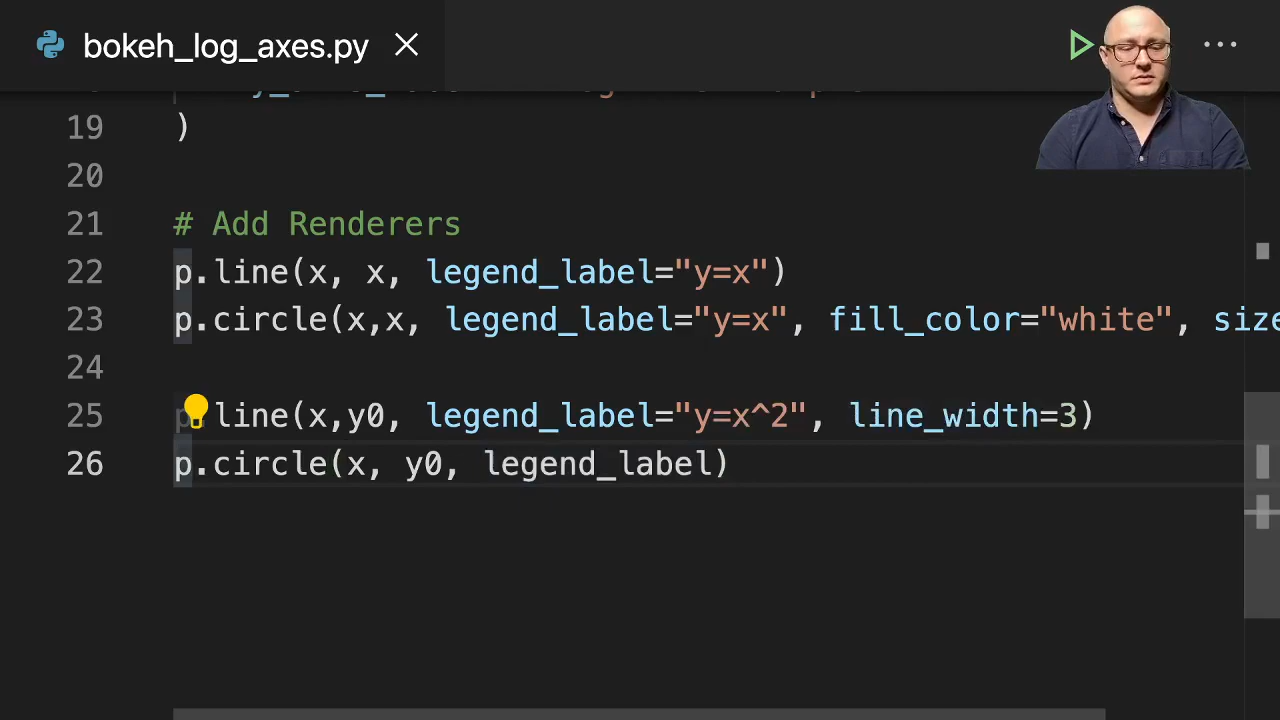 bokeh_log_axes.py
19 )
20
21 # Add Renderers
22 p.line(x, x, legend_label="y=x")
23 p.circle(x,x, legend_label="y=x", fill_color="white", size
24
25 p.line(x,y0, legend_label="y=x^2", line_width=3)
26 p.circle(x, y0, legend_label)